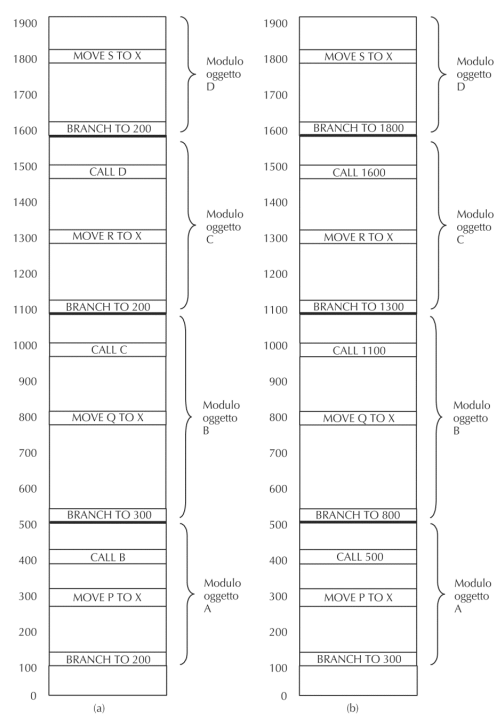 1900
1800
1700
1600
1500
1400
1300
1200
1100
1000
900
800
700
600
500
400
300
200
100
0
MOVE S TO X
BRANCH TO 200
CALL D
MOVE R TO X
BRANCH TO 200
CALL C
MOVE Q TO X
BRANCH TO 300
CALL B
MOVE P TO X
BRANCH TO 200
Modulo
oggetto
D
Modulo
oggetto
C
Modulo
oggetto
B
Modulo
oggetto
A
(a)
1900
1800
1700
1600
1500
1400
1300
1200
1100
1000
900
800
700
600
500
400
300
200
100
0
MOVE S TO X
BRANCH TO 1800
CALL 1600
MOVE R TO X
BRANCH TO 1300
CALL 1100
MOVE Q TO X
BRANCH TO 800
CALL 500
MOVE P TO X
BRANCH TO 300
Modulo
oggetto
D
Modulo
oggetto
C
Modulo
oggetto
B
Modulo
oggetto
A
(b)